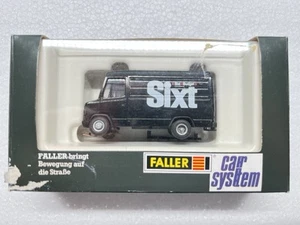 Sixt
FALLER bringt
Bewegung auf
die Straße
FALLER
car
system